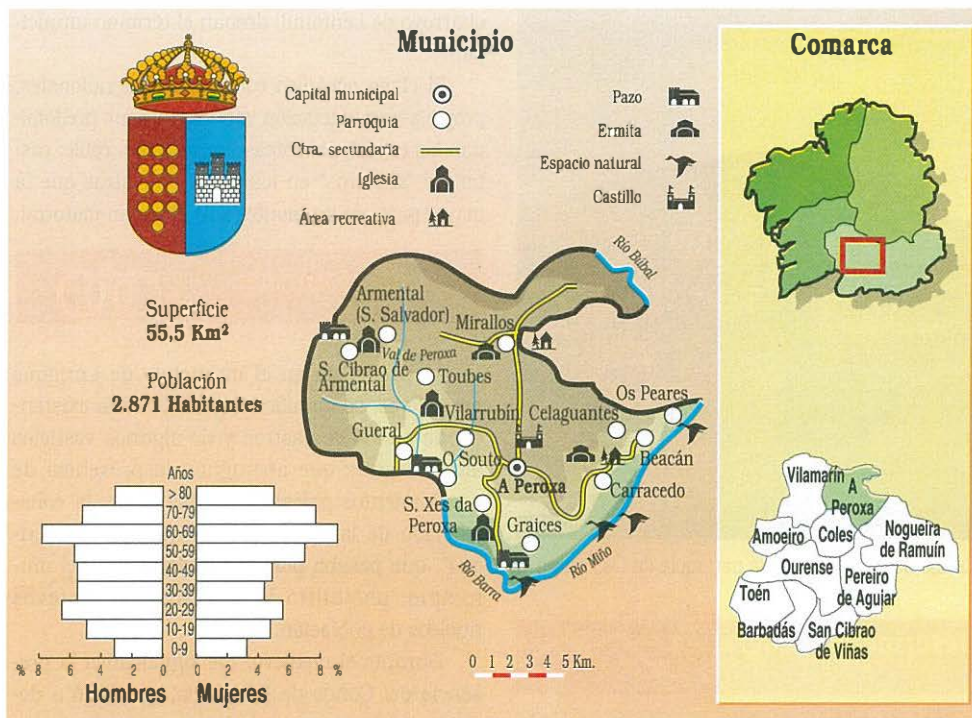 Municipio
Capital municipal
Parroquia
Ctra. secundaria
Iglesia
Área recreativa
Pazo
Ermita
Espacio natural
Castillo
Superficie
55,5 Km²
Población
2.871 Habitantes
Años
> 80
70-79
60-69
50-59
40-49
30-39
20-29
10-19
0-9
% 8 4 0 0 4 8 %
Hombres Mujeres
Río Búbal
Armental
(S. Salvador)
Mirallos
Val de Peroxa
S. Cibrao de
Armental
Toubes
Os Peares
Vilarrubín
Celaguantes
Gueral
O Souto
Beacán
A Peroxa
Carracedo
S. Xes da
Peroxa
Graices
Río Miño
Río Barra
0 1 2 3 4 5 Km.
Comarca
Vilamarín
A
Peroxa
Amoeiro
Coles
Nogueira
de Ramuín
Ourense
Toén
Pereiro
de Aguiar
Barbadás
San Cibrao
de Viñas